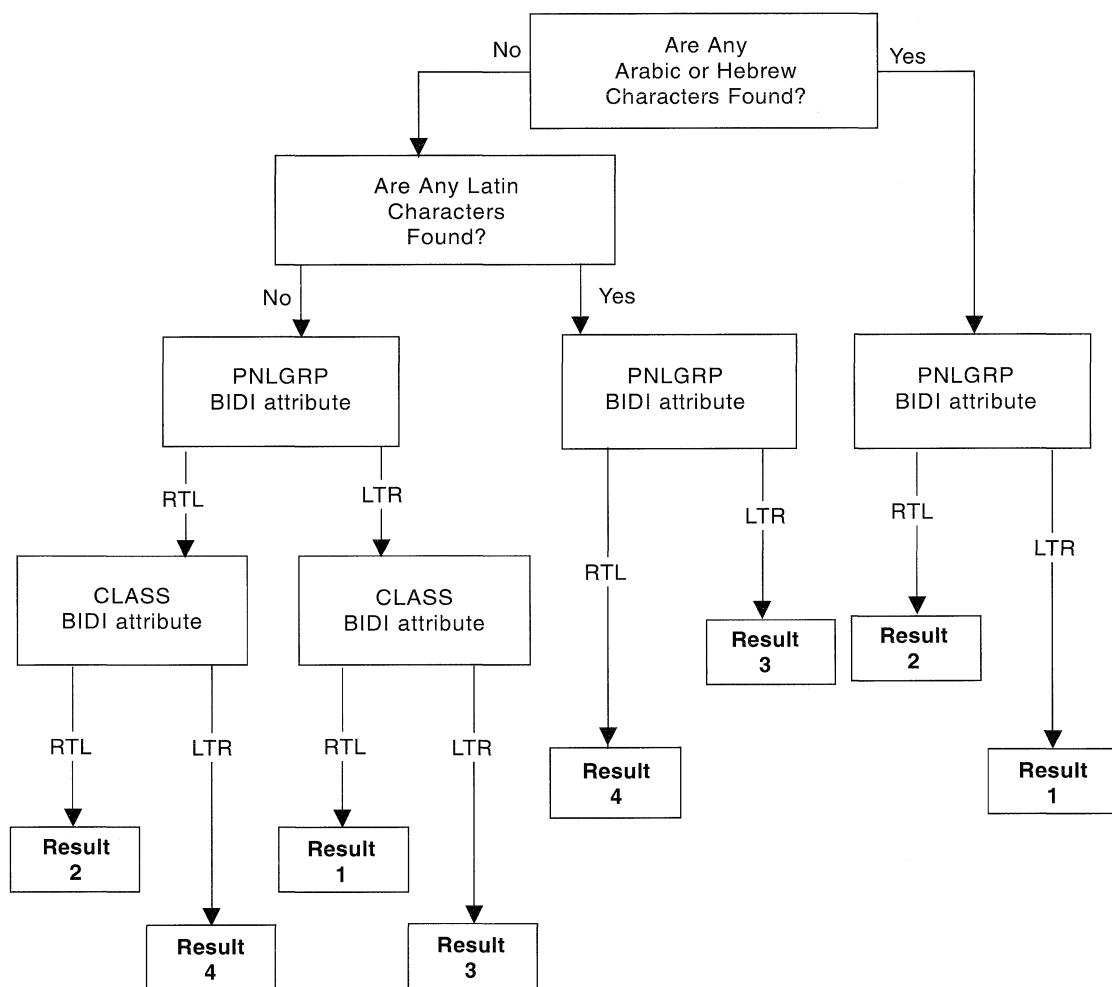 Are Any
Arabic or Hebrew
Characters Found?
No
Yes
Are Any Latin
Characters
Found?
No
Yes
PNLGRP
BIDI attribute
PNLGRP
BIDI attribute
PNLGRP
BIDI attribute
RTL
LTR
RTL
LTR
RTL
LTR
CLASS
BIDI attribute
CLASS
BIDI attribute
Result
3
Result
2
RTL
LTR
RTL
LTR
Result
4
Result
1
Result
2
Result
1
Result
4
Result
3